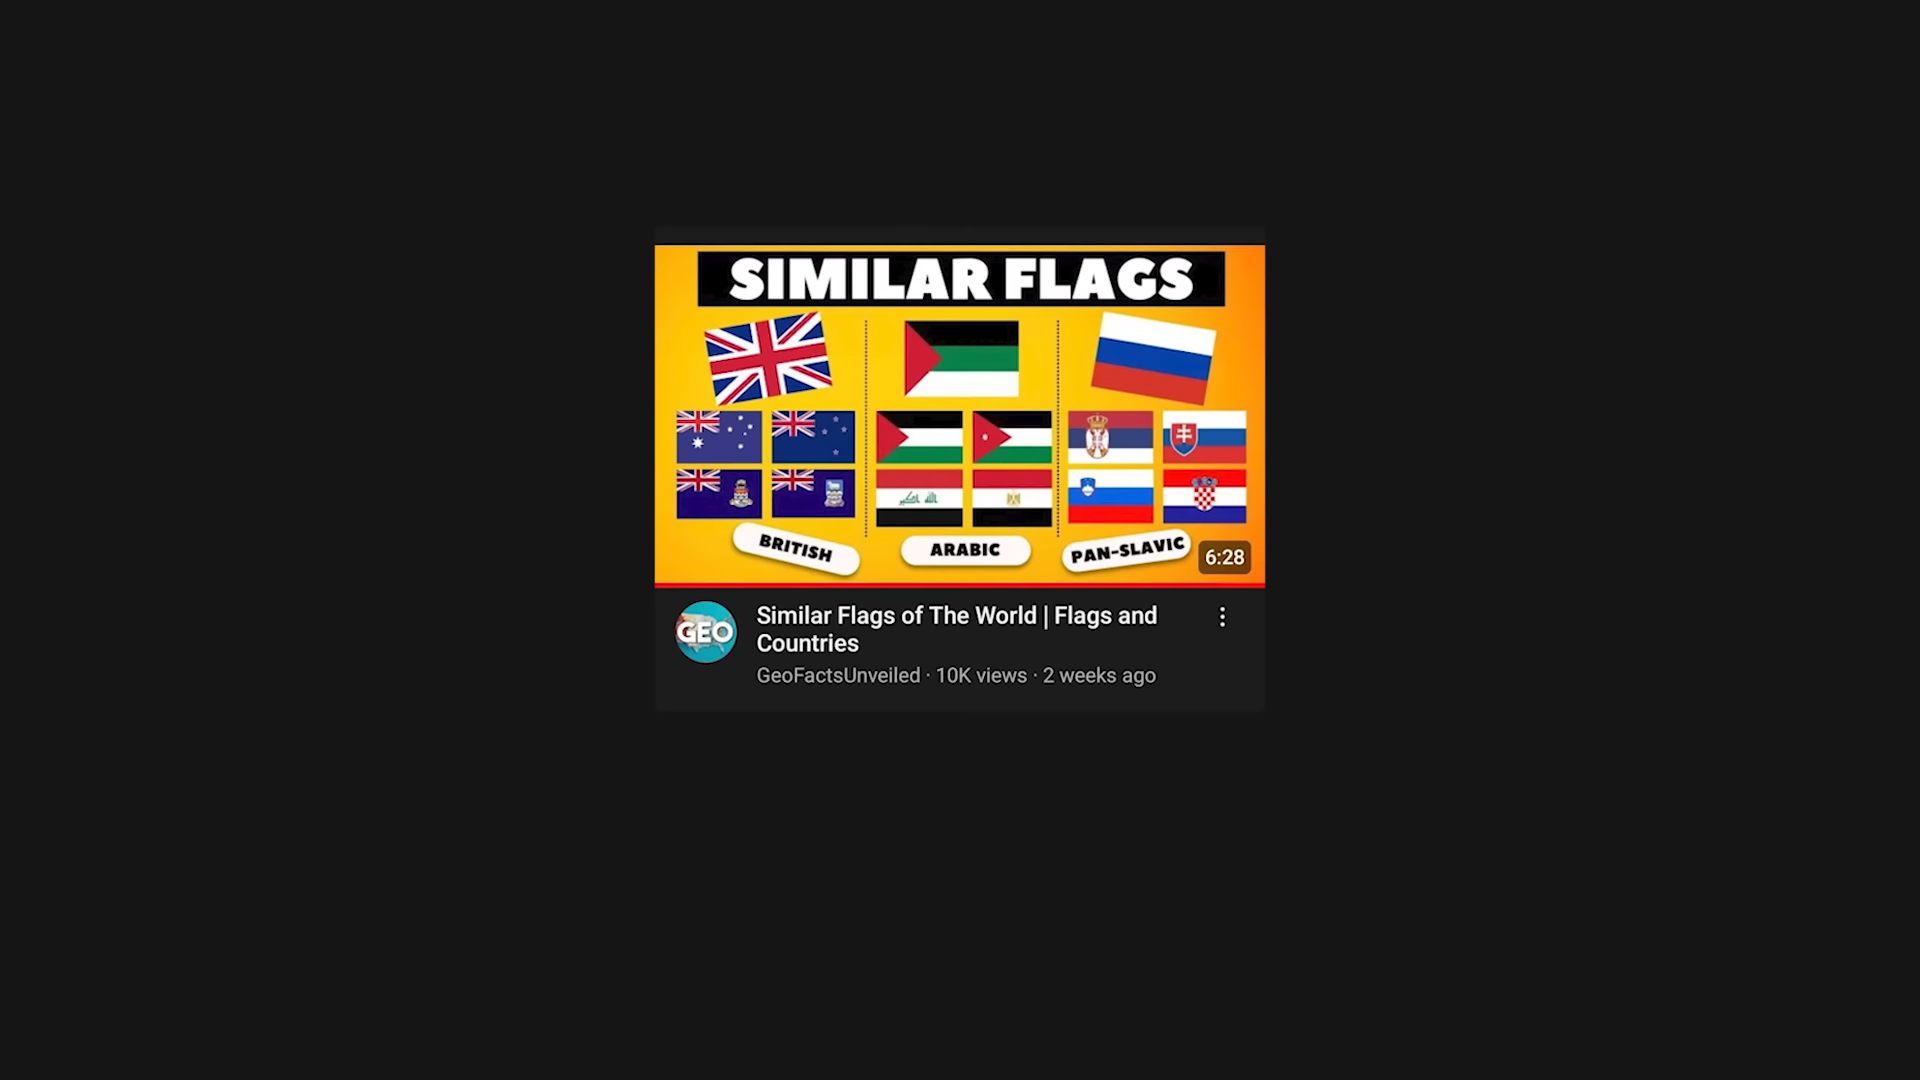 SIMILAR FLAGS
BRITISH
ARABIC
PAN-SLAVIC
6:28
GEO
Similar Flags of The World | Flags and
Countries
GeoFactsUnveiled · 10K views · 2 weeks ago